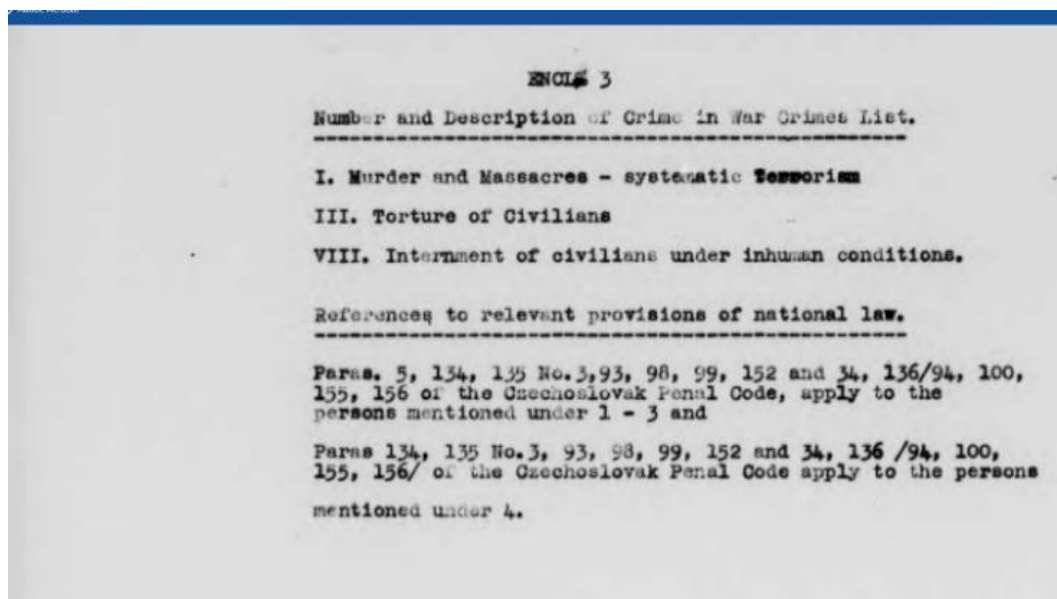 ENCL. 3
Number and Description of Crime in War Crimes List.
I. Murder and Massacres - systematic Terrorism
III. Torture of Civilians
VIII. Internment of civilians under inhuman conditions.
References to relevant provisions of national law.
Paras. 5, 134, 135 No.3,93, 98, 99, 152 and 34, 136/94, 100,
155, 156 of the Czechoslovak Penal Code, apply to the
persons mentioned under 1 - 3 and
Paras 134, 135 No.3, 93, 98, 99, 152 and 34, 136 /94, 100,
155, 156/ of the Czechoslovak Penal Code apply to the persons
mentioned under 4.